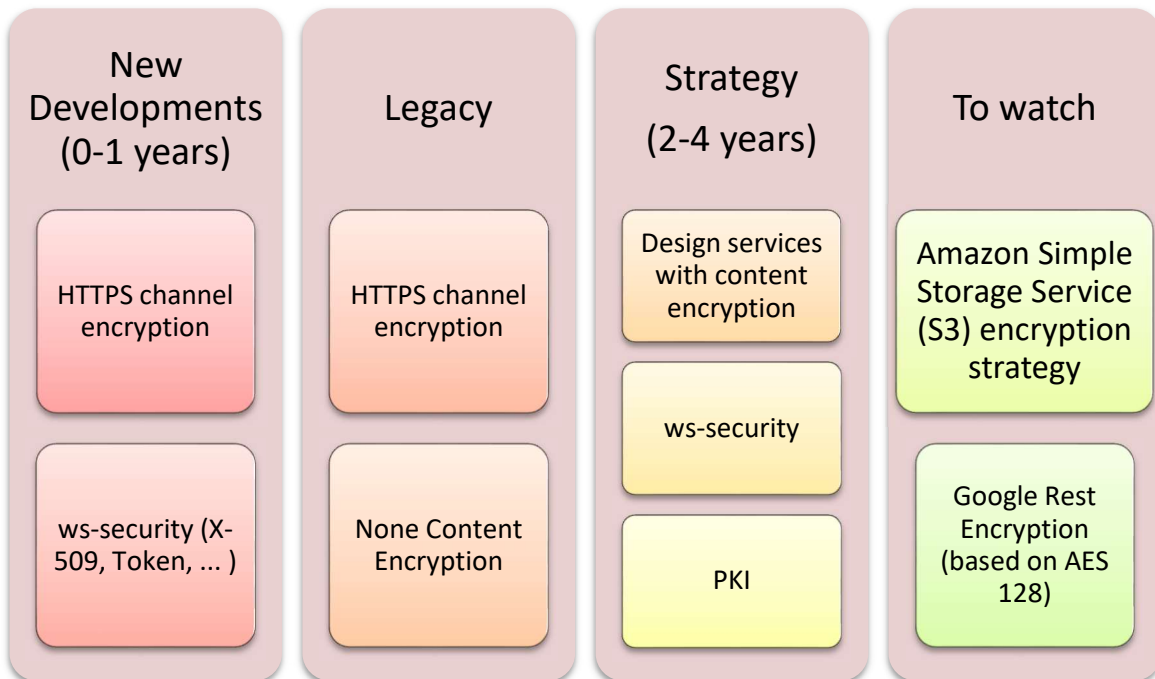 New
Developments
(0-1 years)
HTTPS channel
encryption
ws-security (X-
509, Token, ... )
Legacy
HTTPS channel
encryption
None Content
Encryption
Strategy
(2-4 years)
Design services
with content
encryption
ws-security
PKI
To watch
Amazon Simple
Storage Service
(S3) encryption
strategy
Google Rest
Encryption
(based on AES
128)